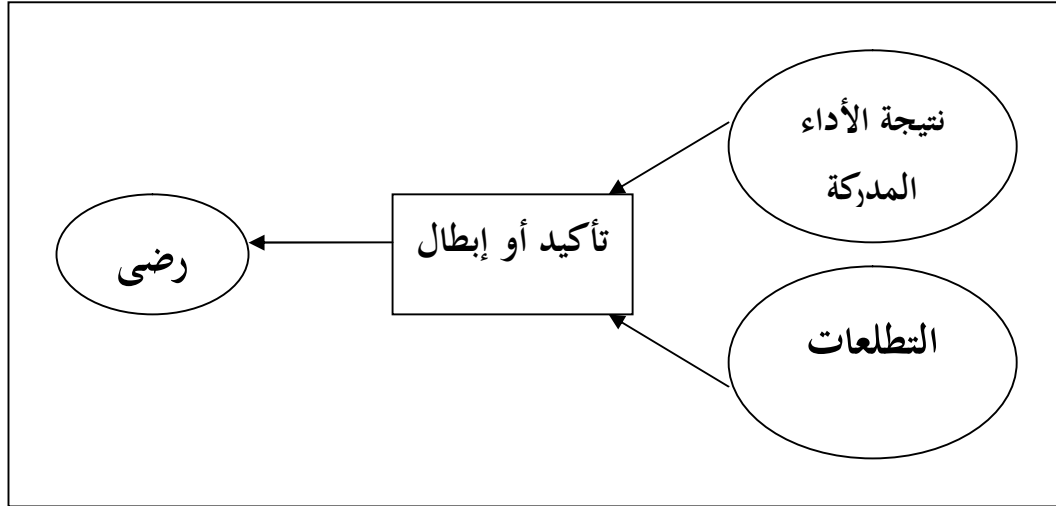 نتيجة الأداء
المدركة
تأكيد أو إبطال
رضى
التطلعات